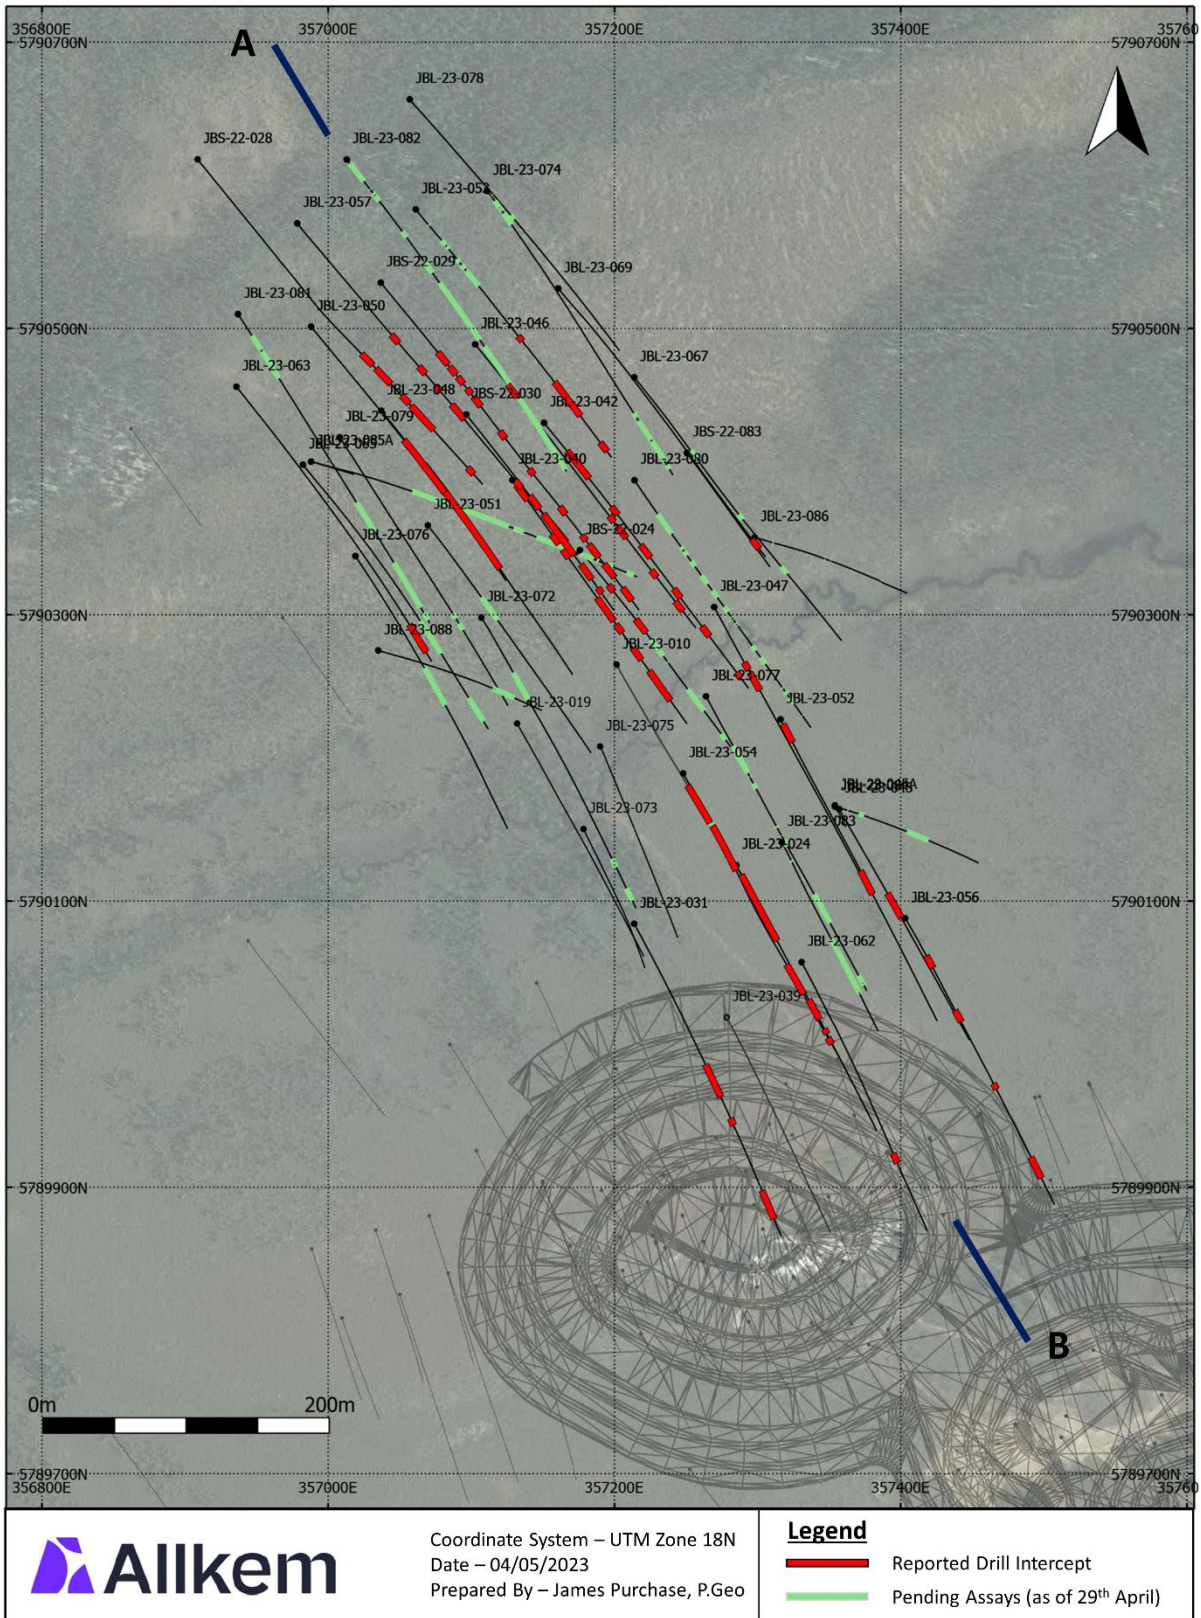 356800E
357000E
357200E
357400E
35760
5790700N
5790700N
A
JBL-23-078
JBS-22-028
JBL-23-082
JBL-23-074
JBL-23-053
JBL-23-057
JBS-22-029
JBL-23-069
JBL-23-081
JBL-23-050
5790500N
JBL-23-046
5790500N
JBL-23-063
JBL-23-067
JBL-23-048
JBS-22-030
JBL-23-042
JBL-23-079
JBS-22-083
JBL-23-040
JBL-23-080
JBL-23-051
JBL-23-086
JBL-23-076
JBS-22-024
JBL-23-072
JBL-23-047
5790300N
5790300N
JBL-23-088
JBL-23-010
JBL-23-077
JBL-23-019
JBL-23-052
JBL-23-075
JBL-23-054
JBL-23-073
JBL-23-083
JBL-23-024
5790100N
JBL-23-031
JBL-23-056
5790100N
JBL-23-062
JBL-23-039
5789900N
5789900N
B
0m
200m
5789700N
5789700N
356800E
357000E
357200E
357400E
35760
Allkem
Coordinate System – UTM Zone 18N
Date – 04/05/2023
Prepared By – James Purchase, P.Geo
Legend
Reported Drill Intercept
Pending Assays (as of 29th April)